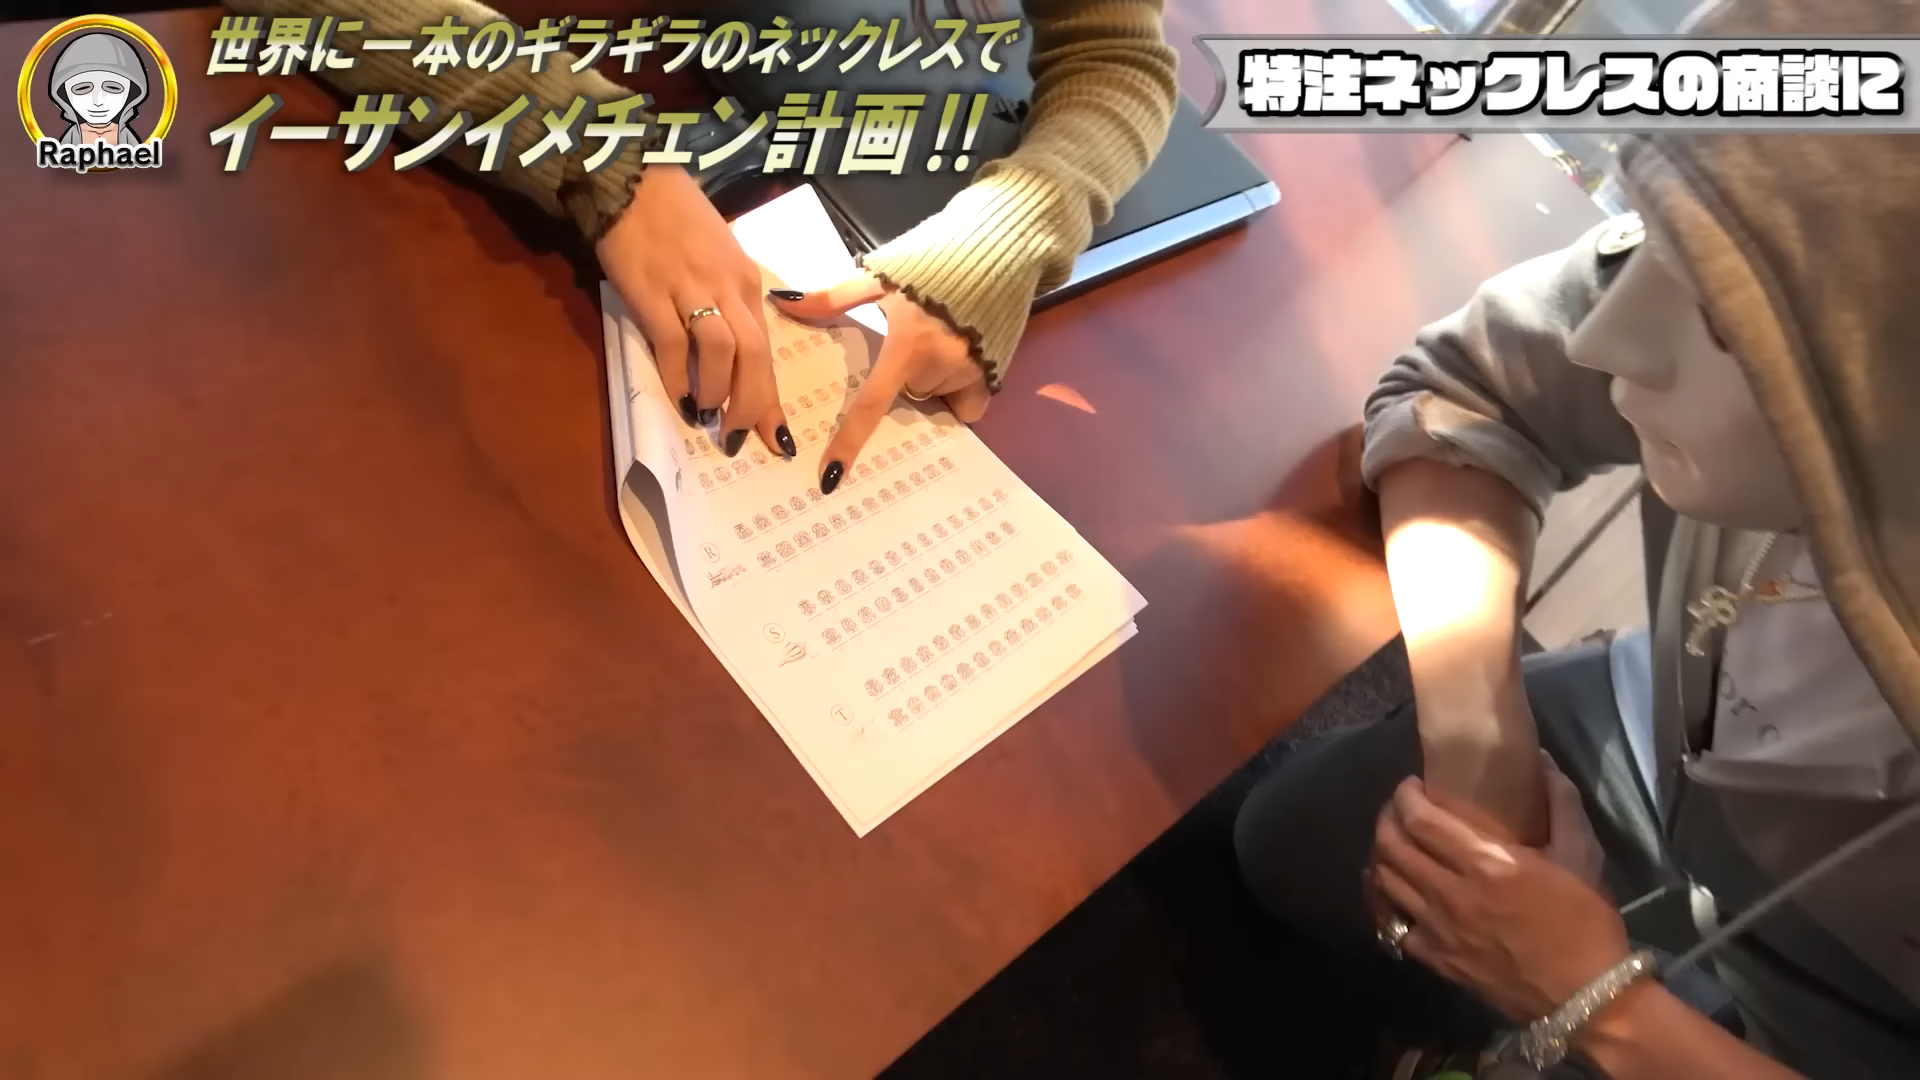 世界に一本のギラギラのネックレスで
イーサンイメチェン計画!!
特注ネックレスの商談に
Raphael
R
S
T